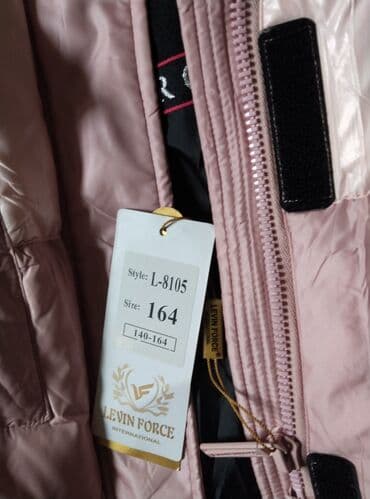 R O
Style: L-8105
Size: 164
140-164
LEVIN FORCE
INTERNATIONAL
LEVIN FORCE